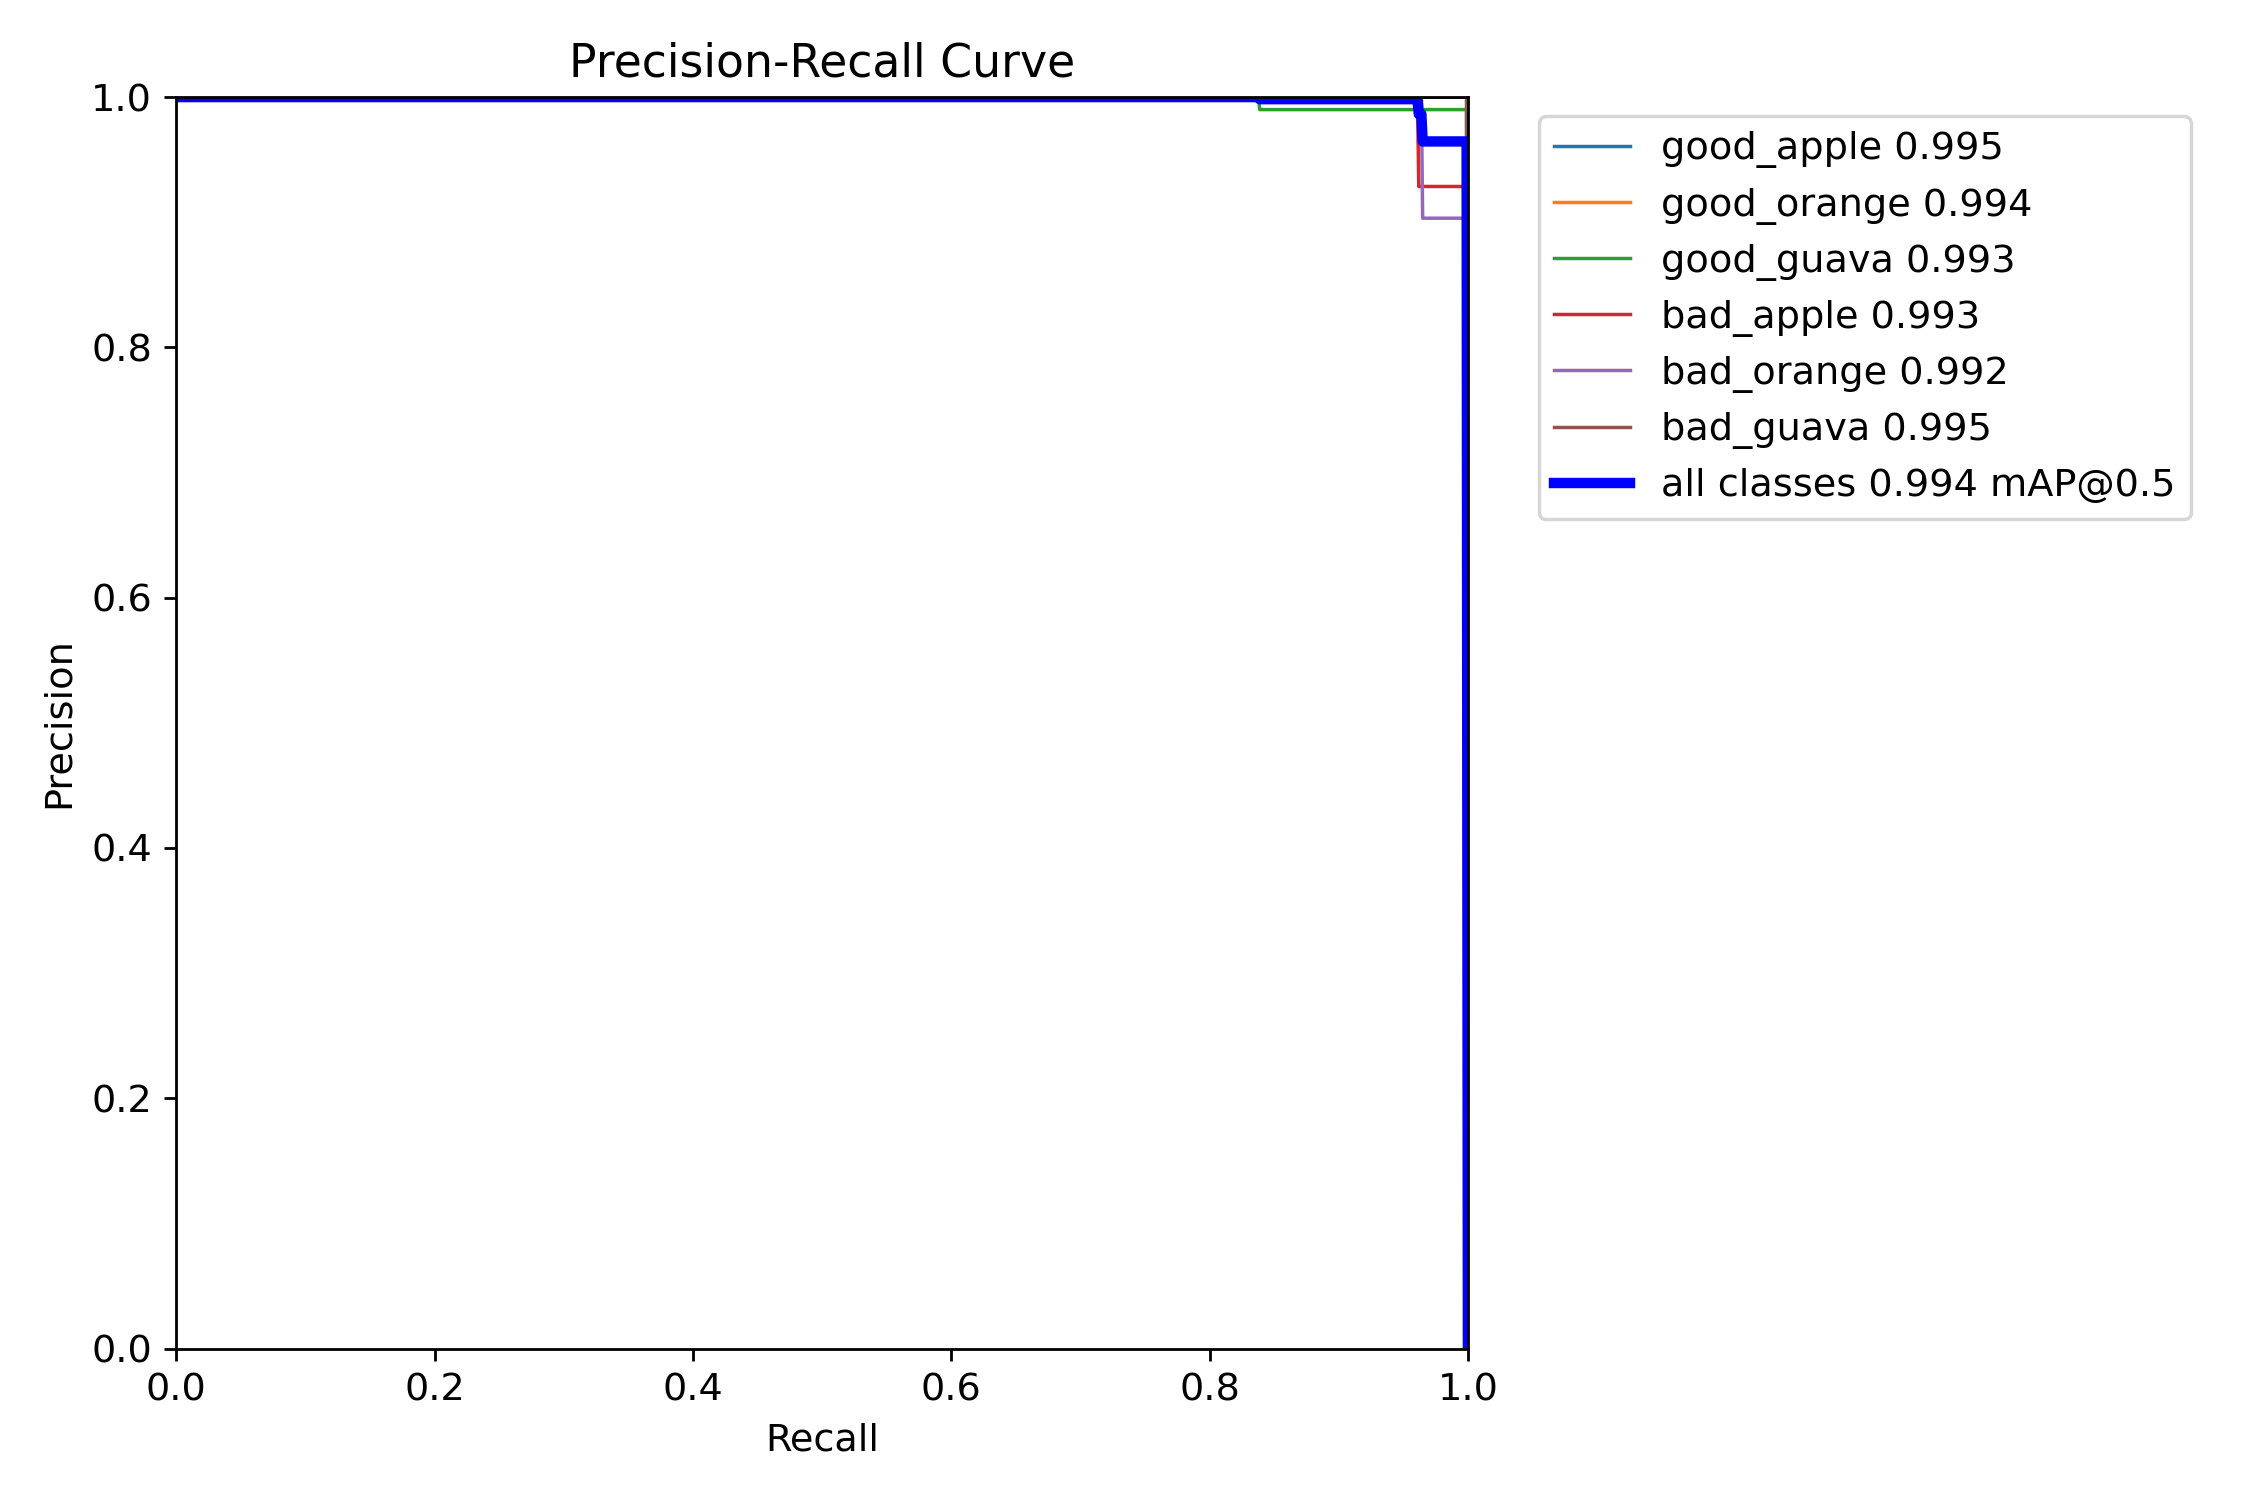 Precision-Recall Curve
1.0
0.8
0.6
0.4
0.2
0.0
Precision
0.0 0.2 0.4 0.6 0.8 1.0
Recall
good_apple 0.995
good_orange 0.994
good_guava 0.993
bad_apple 0.993
bad_orange 0.992
bad_guava 0.995
all classes 0.994 mAP@0.5